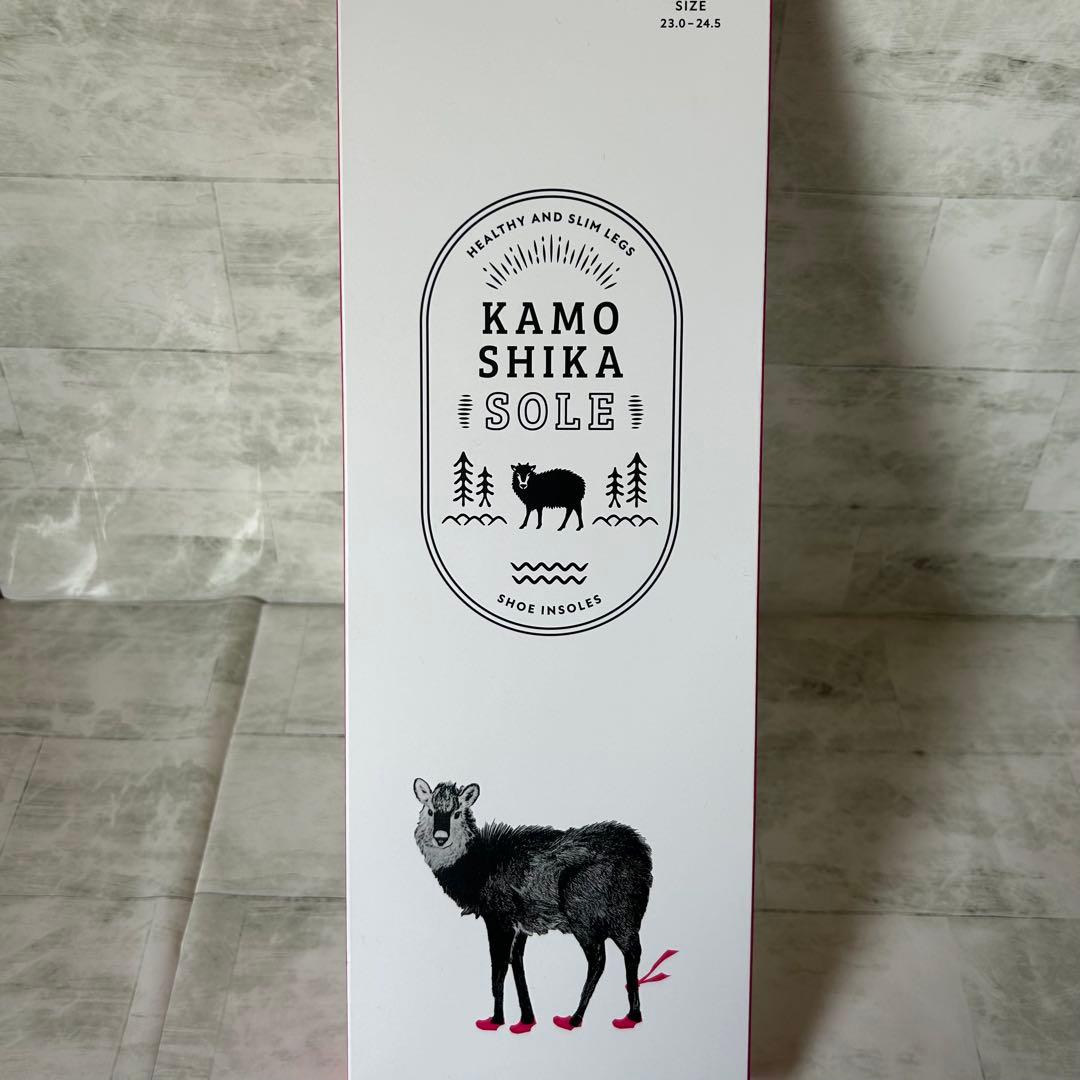 SIZE
23.0–24.5
HEALTHY AND SLIM LEGS
KAMO
SHIKA
SOLE
SHOE INSOLES